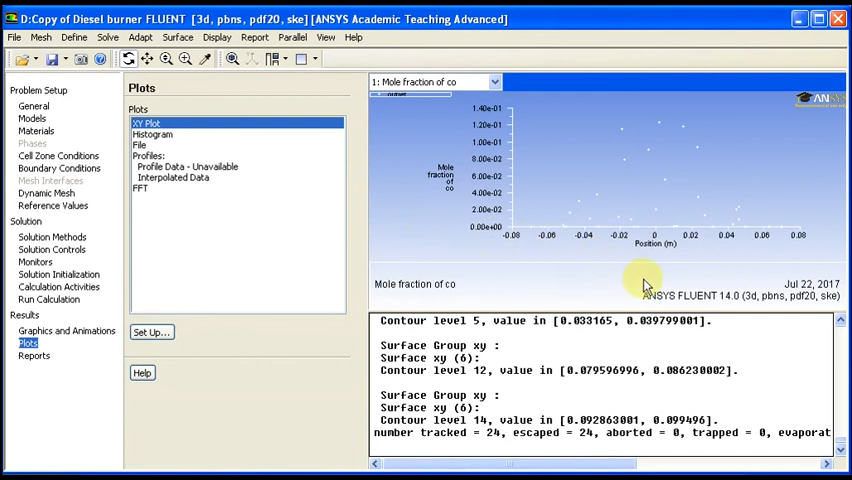 D:Copy of Diesel burner FLUENT [3d, pbns, pdf20, ske] [ANSYS Academic Teaching Advanced]
File Mesh Define Solve Adapt Surface Display Report Parallel View Help
Problem Setup
General
Models
Materials
Phases
Cell Zone Conditions
Boundary Conditions
Mesh Interfaces
Dynamic Mesh
Reference Values
Solution
Solution Methods
Solution Controls
Monitors
Solution Initialization
Calculation Activities
Run Calculation
Results
Graphics and Animations
Plots
Reports
Plots
Plots
XY Plot
Histogram
File
Profiles:
Profile Data - Unavailable
Interpolated Data
FFT
Set Up...
Help
1: Mole fraction of co
outlet
ANSYS
1.40e-01
1.20e-01
1.00e-01
8.00e-02
6.00e-02
4.00e-02
2.00e-02
0.00e+00
Mole
fraction
of
co
-0.08 -0.06 -0.04 -0.02 0 0.02 0.04 0.06 0.08
Position (m)
Mole fraction of co
Jul 22, 2017
ANSYS FLUENT 14.0 (3d, pbns, pdf20, ske)
Contour level 5, value in [0.033165, 0.039799001].
Surface Group xy :
Surface xy (6):
Contour level 12, value in [0.079596996, 0.086230002].
Surface Group xy :
Surface xy (6):
Contour level 14, value in [0.092863001, 0.099496].
number tracked = 24, escaped = 24, aborted = 0, trapped = 0, evaporat